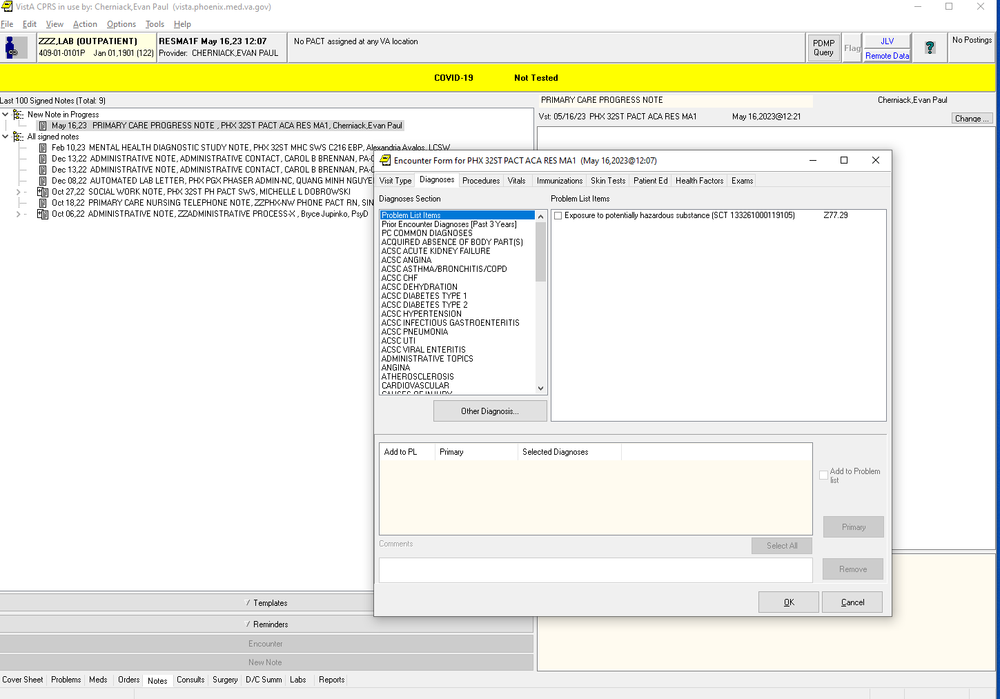 VistA CPRS in use by: Cherniack,Evan Paul (vista.phoenix.med.va.gov)
File Edit View Action Options Tools Help
ZZZ,LAB (OUTPATIENT)
409-01-0101P Jan 01,1901 (122)
RESMA1F May 16,23 12:07
Provider: CHERNIACK,EVAN PAUL
No PACT assigned at any VA location
PDMP Query
Flag
JLV
Remote Data
?
No Postings
COVID-19 Not Tested
Last 100 Signed Notes (Total: 9)
New Note in Progress
May 16,23 PRIMARY CARE PROGRESS NOTE , PHX 32ST PACT ACA RES MA1, Cherniack,Evan Paul
All signed notes
Feb 10,23 MENTAL HEALTH DIAGNOSTIC STUDY NOTE, PHX 32ST MHC SWS C216 EBP, Alexandria Avalos, LCSW
Dec 13,22 ADMINISTRATIVE NOTE, ADMINISTRATIVE CONTACT, CAROL B BRENNAN, PA-C
Dec 13,22 ADMINISTRATIVE NOTE, ADMINISTRATIVE CONTACT, CAROL B BRENNAN, PA-C
Dec 08,22 AUTOMATED LAB LETTER, PHX PGX PHASER ADMIN-NC, QUANG MINH NGUYE
Oct 27,22 SOCIAL WORK NOTE, PHX 32ST PH PACT SWS, MICHELLE L DOBROWSKI
Oct 18,22 PRIMARY CARE NURSING TELEPHONE NOTE, ZZPHX-NW PHONE PACT RN, SIN
Oct 06,22 ADMINISTRATIVE NOTE, ZZADMINISTRATIVE PROCESS-X , Bryce Jupinko, PsyD
PRIMARY CARE PROGRESS NOTE
Cherniack,Evan Paul
Vst: 05/16/23 PHX 32ST PACT ACA RES MA1
May 16,2023@12:21
Change ...
Encounter Form for PHX 32ST PACT ACA RES MA1 (May 16,2023@12:07)
Visit Type Diagnoses Procedures Vitals Immunizations Skin Tests Patient Ed Health Factors Exams
Diagnoses Section
Problem List Items
Prior Encounter Diagnoses [Past 3 Years]
PC COMMON DIAGNOSES
ACQUIRED ABSENCE OF BODY PART(S)
ACSC ACUTE KIDNEY FAILURE
ACSC ANGINA
ACSC ASTHMA/BRONCHITIS/COPD
ACSC CHF
ACSC DEHYDRATION
ACSC DIABETES TYPE 1
ACSC DIABETES TYPE 2
ACSC HYPERTENSION
ACSC INFECTIOUS GASTROENTERITIS
ACSC PNEUMONIA
ACSC UTI
ACSC VIRAL ENTERITIS
ADMINISTRATIVE TOPICS
ANGINA
ATHEROSCLEROSIS
CARDIOVASCULAR
CAUSES OF INJURY
Other Diagnosis...
Problem List Items
Exposure to potentially hazardous substance (SCT 133261000119105) Z77.29
Add to PL Primary Selected Diagnoses
Add to Problem list
Primary
Comments
Select All
Remove
OK
Cancel
Templates
Reminders
Encounter
New Note
Cover Sheet Problems Meds Orders Notes Consults Surgery D/C Summ Labs Reports